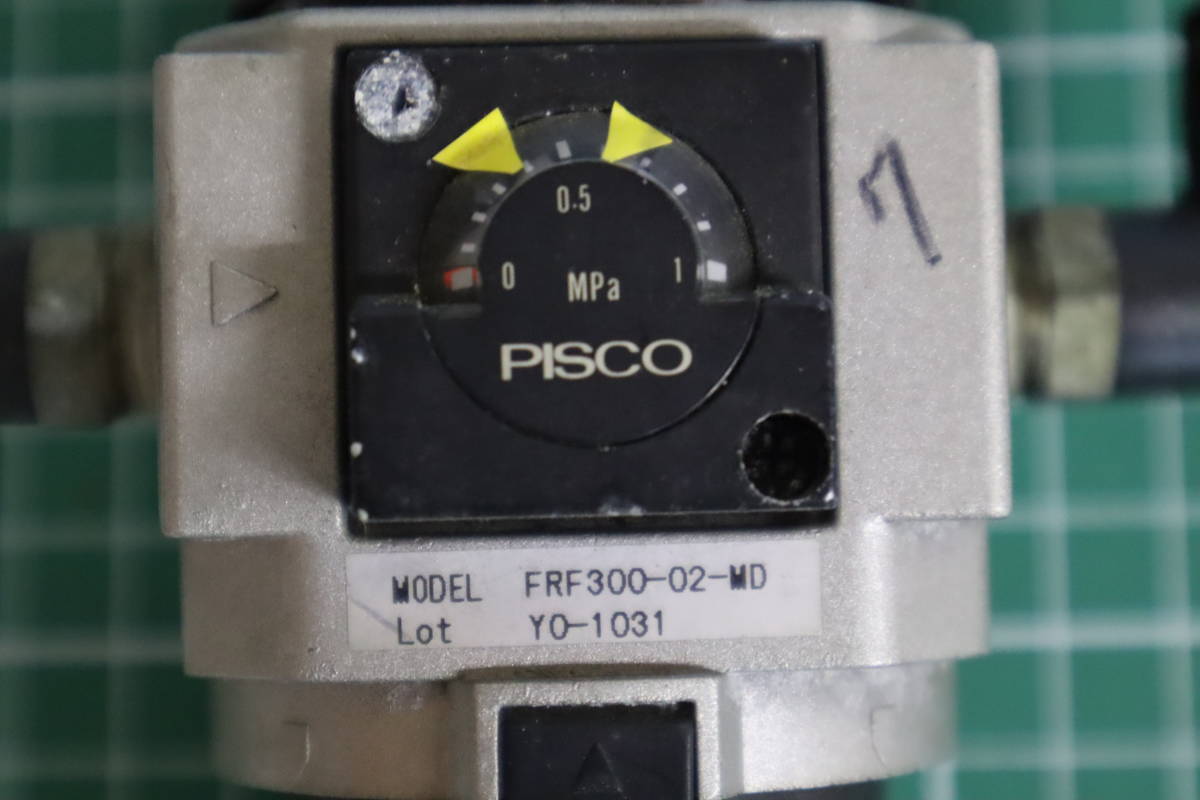 0.5
0 MPa 1
PISCO
7
MODEL FRF300-02-MD
Lot YO-1031